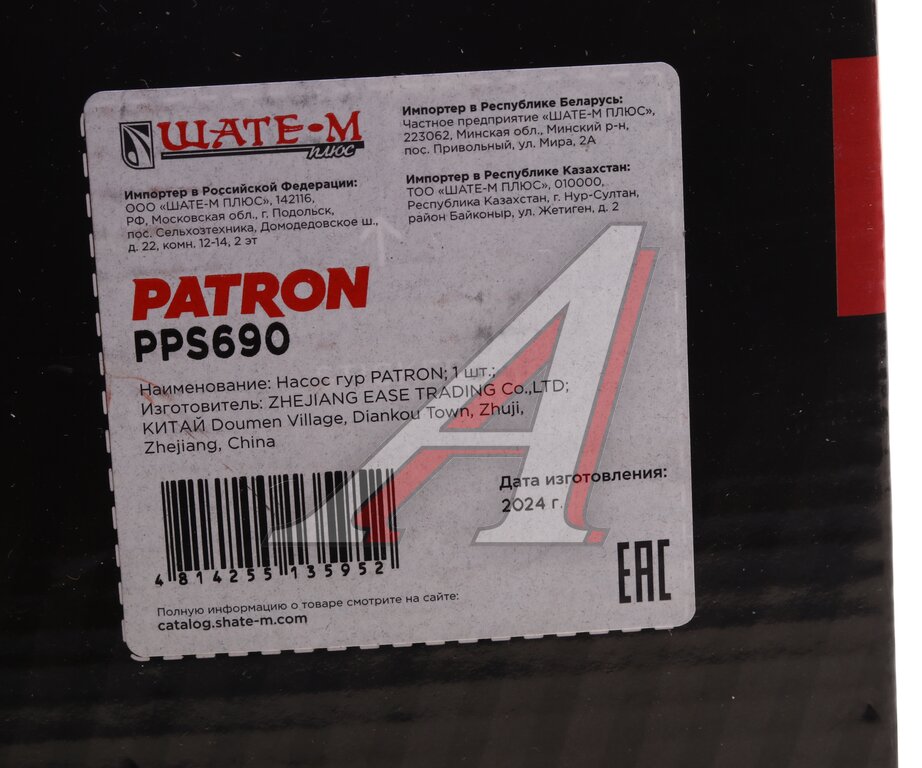 ШАТЕ-М
ПЛЮС
Импортер в Российской Федерации:
ООО «ШАТЕ-М ПЛЮС», 142116,
РФ, Московская обл., г. Подольск,
пос. Сельхозтехника, Домодедовское ш.,
д. 22, комн. 12-14, 2 эт
Импортер в Республике Беларусь:
Частное предприятие «ШАТЕ-М ПЛЮС»,
223062, Минская обл., Минский р-н,
пос. Привольный, ул. Мира, 2А
Импортер в Республике Казахстан:
ТОО «ШАТЕ-М ПЛЮС», 010000,
Республика Казахстан, г. Нур-Султан,
район Байконыр, ул. Жетиген, д. 2
PATRON
PPS690
Наименование: Насос гур PATRON; 1 шт.;
Изготовитель: ZHEJIANG EASE TRADING Co.,LTD;
КИТАЙ Doumen Village, Diankou Town, Zhuji,
Zhejiang, China
Дата изготовления:
2024 г.
4 814255 135952
EAC
Полную информацию о товаре смотрите на сайте:
catalog.shate-m.com